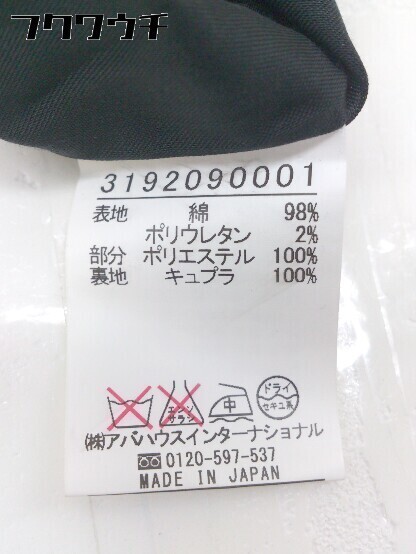 フクワウチ
3192090001
表地 綿 98%
ポリウレタン 2%
部分 ポリエステル 100%
裏地 キュプラ 100%
エンソサラシ 中 ドライ セキユ系
㈱アバハウスインターナショナル
0120-597-537
MADE IN JAPAN